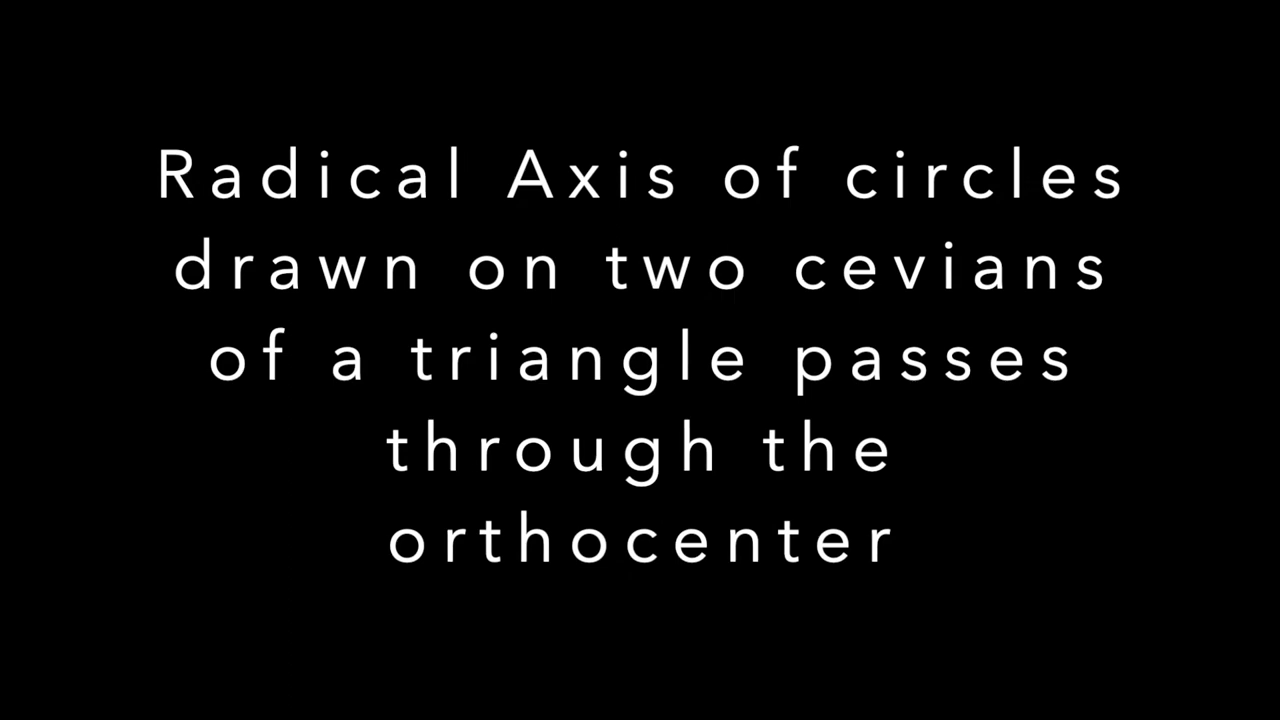 Radical Axis of circles
drawn on two cevians
of a triangle passes
through the
orthocenter